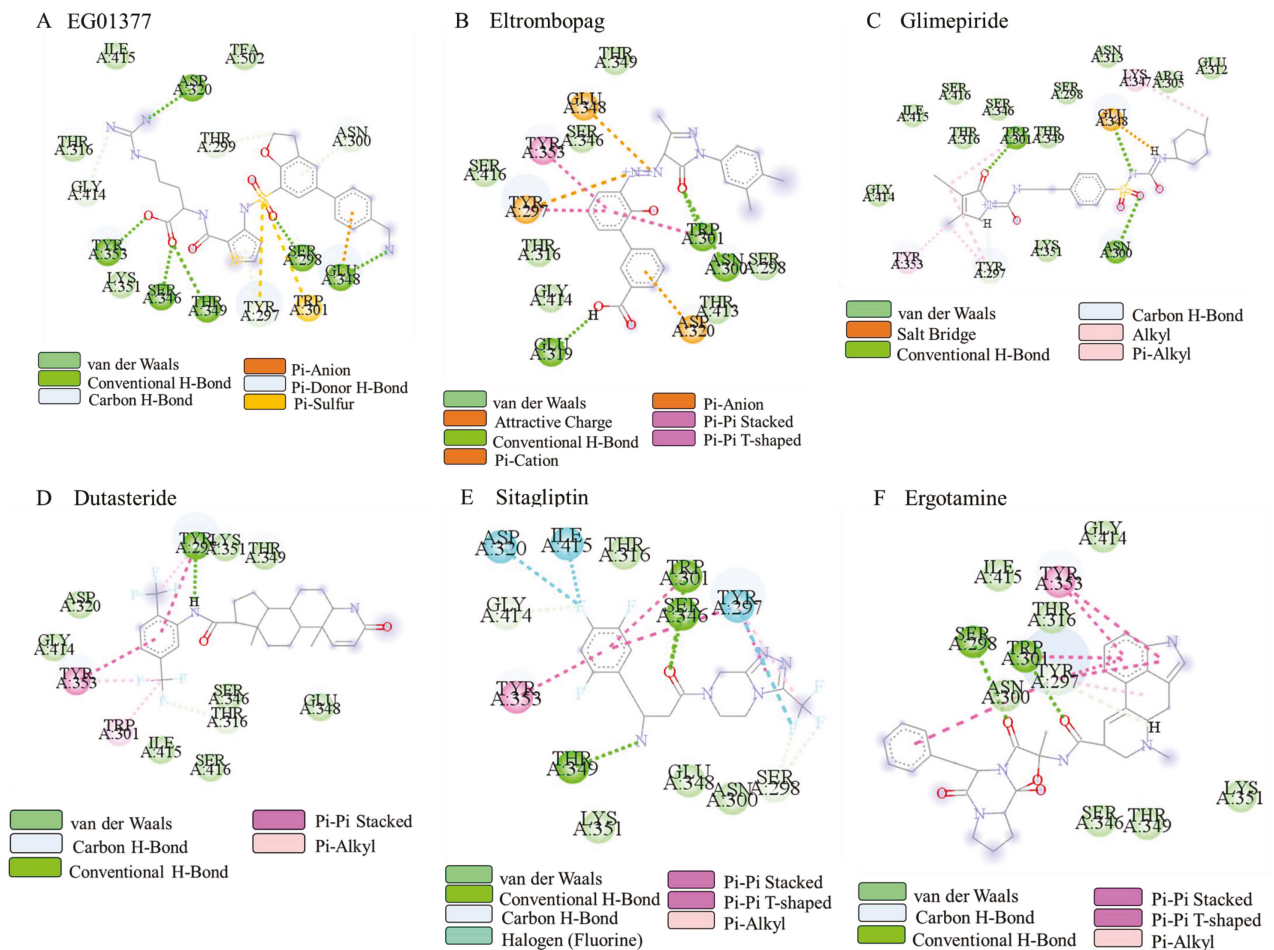 A EG01377
ILE
A:415
TFA
A:502
ASP
A:320
THR
A:316
THR
A:299
ASN
A:300
GLY
A:414
TYR
A:353
LYS
A:351
SER
A:346
THR
A:349
TYR
A:297
TRP
A:301
SER
A:298
GLU
A:348
N
N
N
N
N
N
N
O
O
O
O
O
O
S
S
van der Waals
Conventional H-Bond
Carbon H-Bond
Pi-Anion
Pi-Donor H-Bond
Pi-Sulfur
B Eltrombopag
THR
A:349
GLU
A:348
SER
A:346
TYR
A:353
SER
A:416
TYR
A:297
TRP
A:301
THR
A:316
ASN
A:300
SER
A:298
GLY
A:414
THR
A:413
ASP
A:320
GLU
A:319
N
N
N
N
O
O
O
O
H
van der Waals
Attractive Charge
Conventional H-Bond
Pi-Cation
Pi-Anion
Pi-Pi Stacked
Pi-Pi T-shaped
C Glimepiride
ASN
A:313
LYS
A:347
ARG
A:305
GLU
A:312
SER
A:416
SER
A:346
SER
A:298
GLU
A:348
ILE
A:415
THR
A:316
TRP
A:301
THR
A:349
GLY
A:414
TYR
A:353
TYR
A:297
LYS
A:351
ASN
A:300
H
H
N
N
N
N
O
O
O
O
O
S
van der Waals
Salt Bridge
Conventional H-Bond
Carbon H-Bond
Alkyl
Pi-Alkyl
D Dutasteride
TYR
A:297
LYS
A:351
THR
A:349
ASP
A:320
GLY
A:414
TYR
A:353
SER
A:346
THR
A:316
GLU
A:348
TRP
A:301
ILE
A:415
SER
A:416
F
F
F
F
F
F
H
N
N
O
O
van der Waals
Carbon H-Bond
Conventional H-Bond
Pi-Pi Stacked
Pi-Alkyl
E Sitagliptin
ASP
A:320
ILE
A:415
THR
A:316
TRP
A:301
SER
A:346
TYR
A:297
GLY
A:414
TYR
A:353
THR
A:349
GLU
A:348
ASN
A:300
SER
A:298
LYS
A:351
F
F
F
F
F
F
N
N
N
N
N
O
van der Waals
Conventional H-Bond
Carbon H-Bond
Halogen (Fluorine)
Pi-Pi Stacked
Pi-Pi T-shaped
Pi-Alkyl
F Ergotamine
GLY
A:414
ILE
A:415
TYR
A:353
THR
A:316
SER
A:298
TRP
A:301
TYR
A:297
ASN
A:300
LYS
A:351
SER
A:346
THR
A:349
N
H
N
N
N
N
O
O
O
O
O
van der Waals
Carbon H-Bond
Conventional H-Bond
Pi-Pi Stacked
Pi-Pi T-shaped
Pi-Alkyl